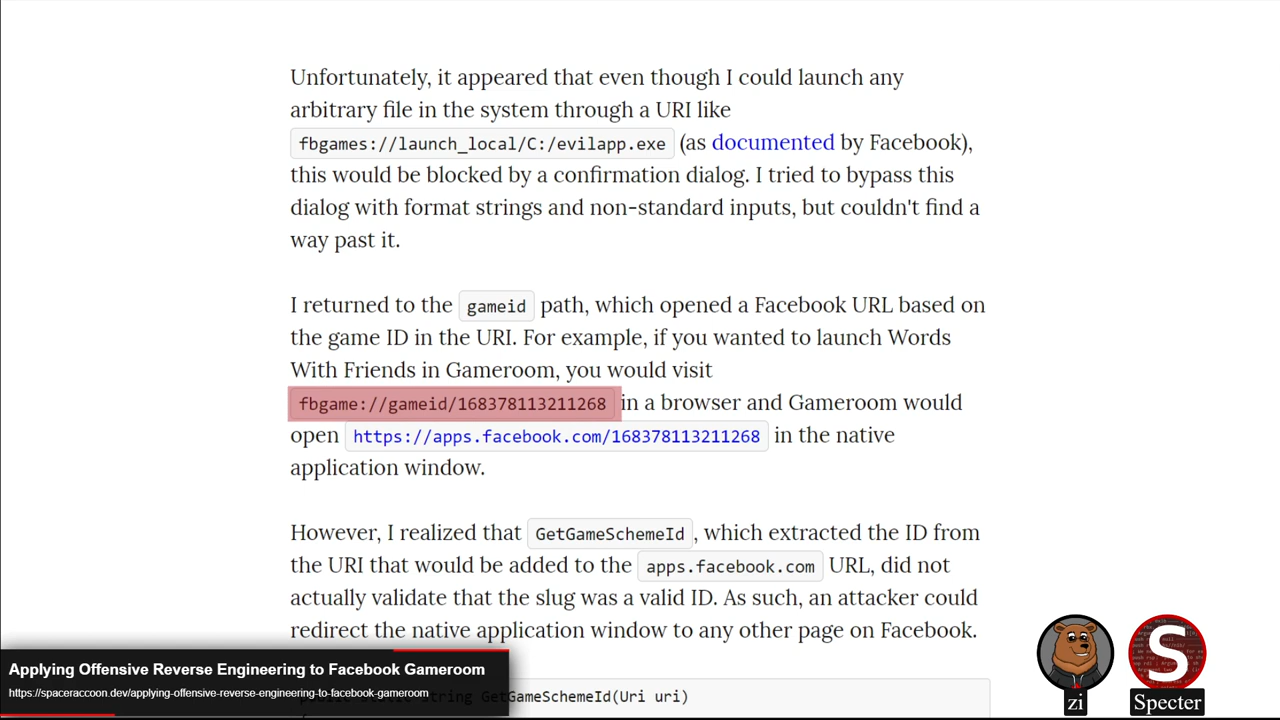 Unfortunately, it appeared that even though I could launch any
arbitrary file in the system through a URI like
fbgames://launch_local/C:/evilapp.exe (as documented by Facebook),
this would be blocked by a confirmation dialog. I tried to bypass this
dialog with format strings and non-standard inputs, but couldn't find a
way past it.
I returned to the gameid path, which opened a Facebook URL based on
the game ID in the URI. For example, if you wanted to launch Words
With Friends in Gameroom, you would visit
fbgame://gameid/168378113211268 in a browser and Gameroom would
open https://apps.facebook.com/168378113211268 in the native
application window.
However, I realized that GetGameSchemeId, which extracted the ID from
the URI that would be added to the apps.facebook.com URL, did not
actually validate that the slug was a valid ID. As such, an attacker could
redirect the native application window to any other page on Facebook.
public static string GetGameSchemeId(Uri uri)
Applying Offensive Reverse Engineering to Facebook Gameroom
https://spaceraccoon.dev/applying-offensive-reverse-engineering-to-facebook-gameroom
zi
S
Specter